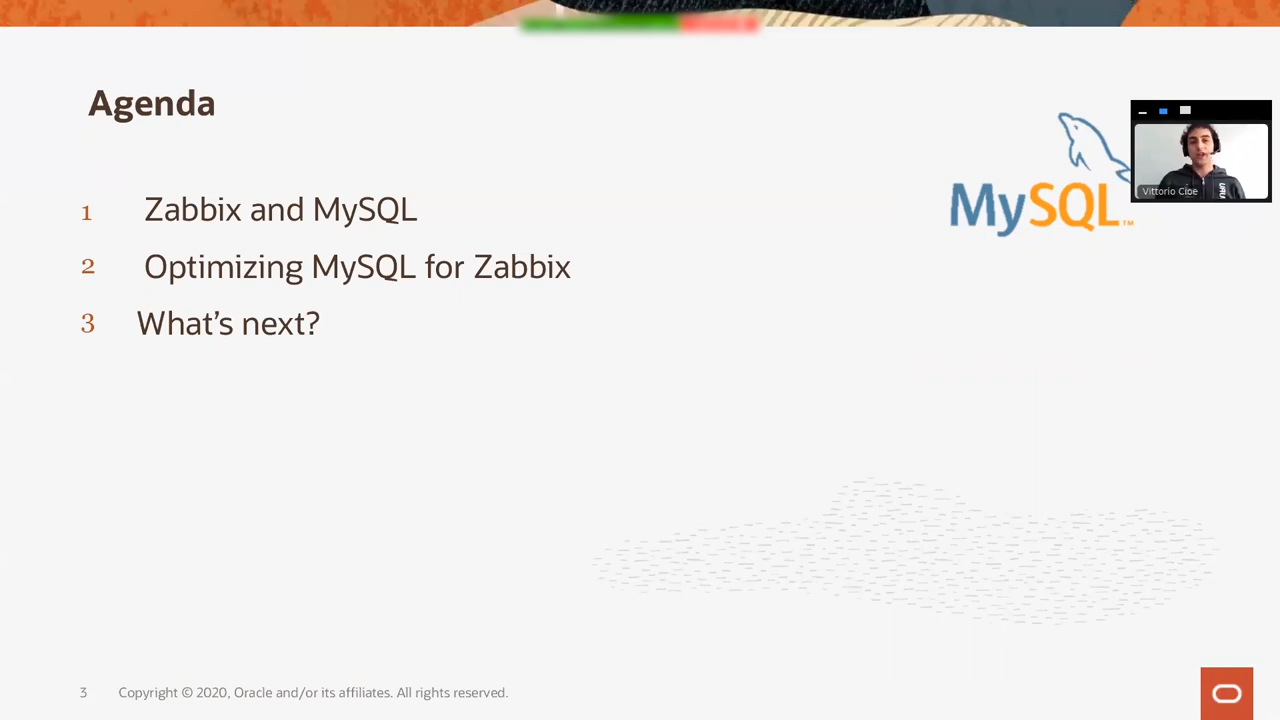 Agenda
1 Zabbix and MySQL
2 Optimizing MySQL for Zabbix
3 What’s next?
MySQL™
Vittorio Cioe
3 Copyright © 2020, Oracle and/or its affiliates. All rights reserved.